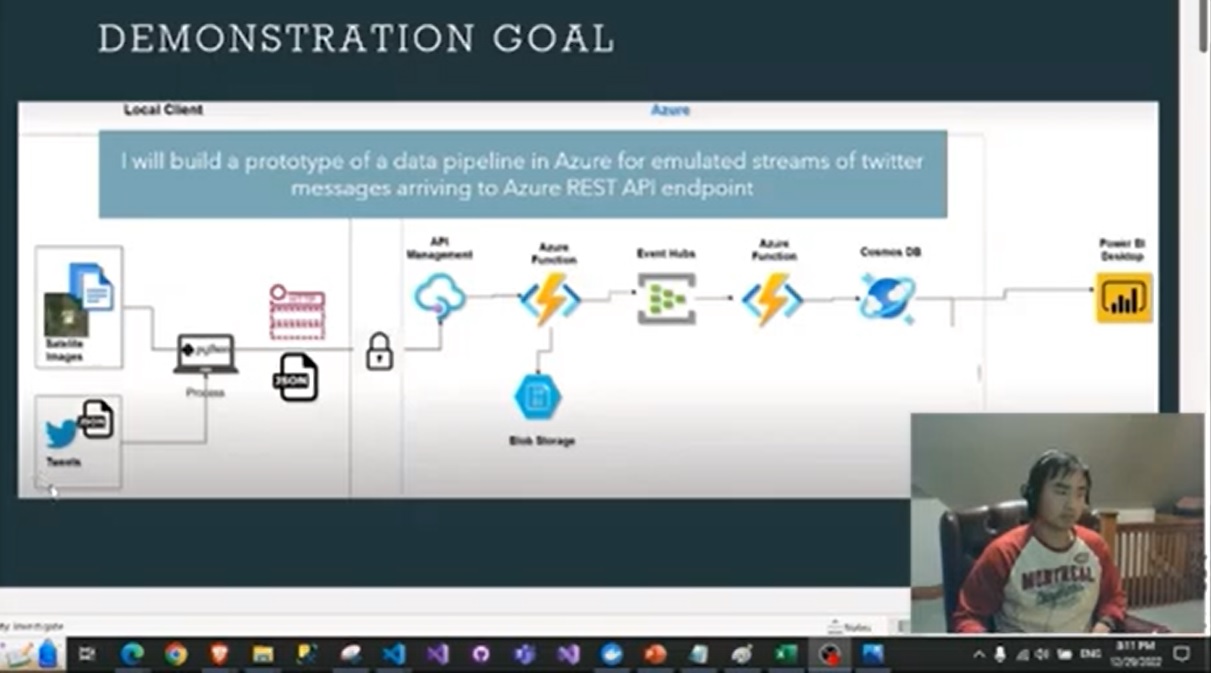 DEMONSTRATION GOAL
Local Client
Azure
I will build a prototype of a data pipeline in Azure for emulated streams of twitter
messages arriving to Azure REST API endpoint
API
Management
Azure
Function
Event Hubs
Azure
Function
Cosmos DB
Power BI
Desktop
Satellite
Images
python
Process
JSON
JSON
Tweets
Blob Storage
MONTREAL
Notes
ENG
8:11 PM
12/29/2022